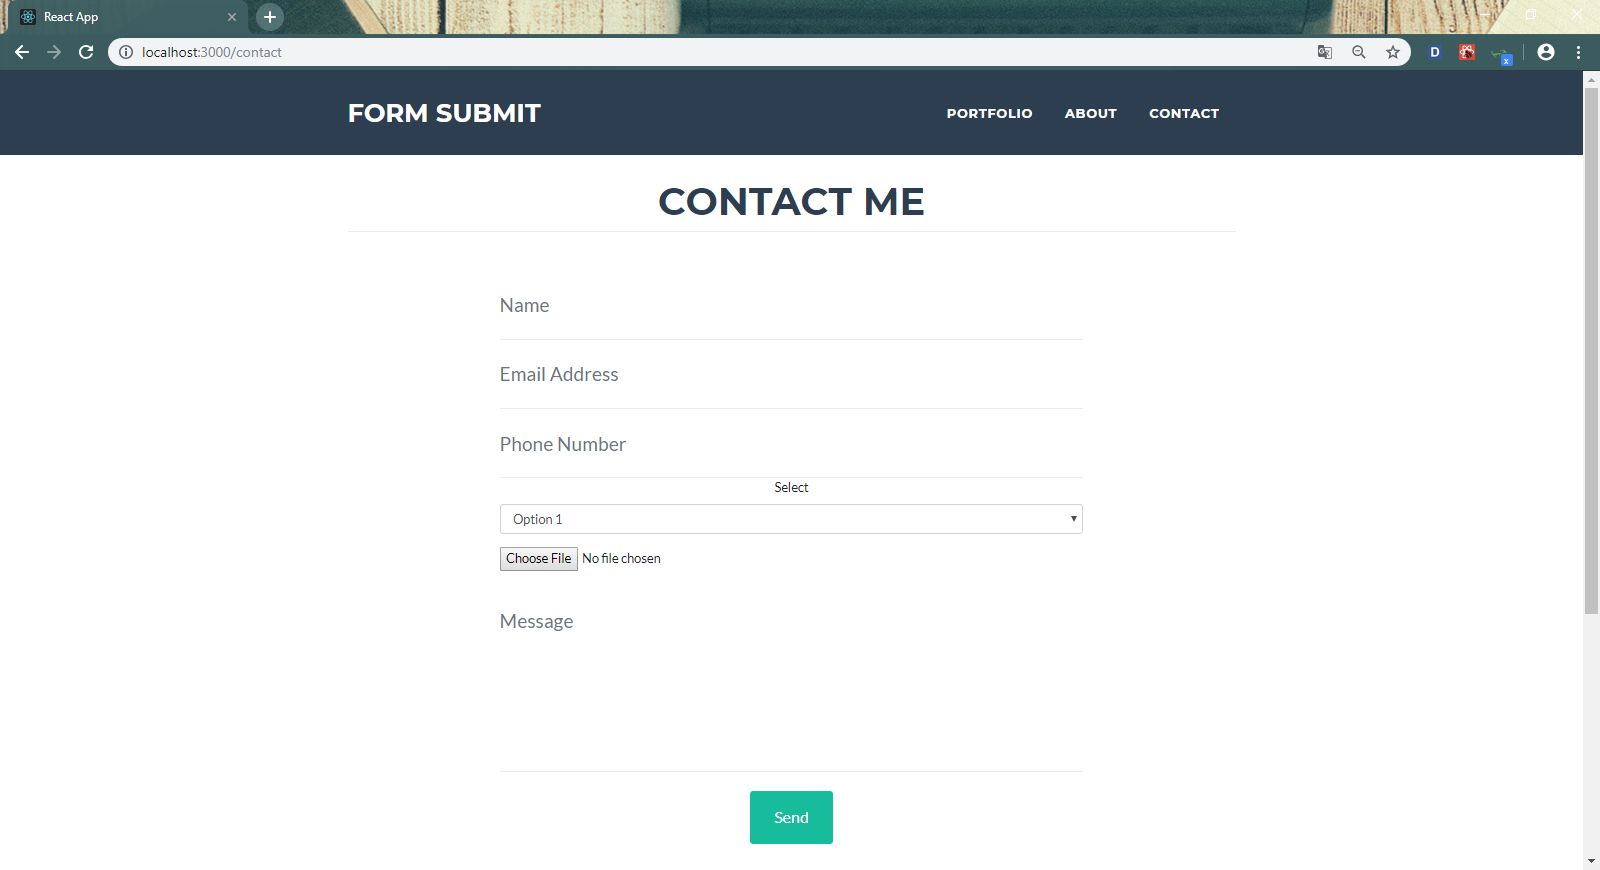 React App
localhost:3000/contact
D
x
FORM SUBMIT
PORTFOLIO ABOUT CONTACT
CONTACT ME
Name
Email Address
Phone Number
Select
Option 1
Choose File No file chosen
Message
Send